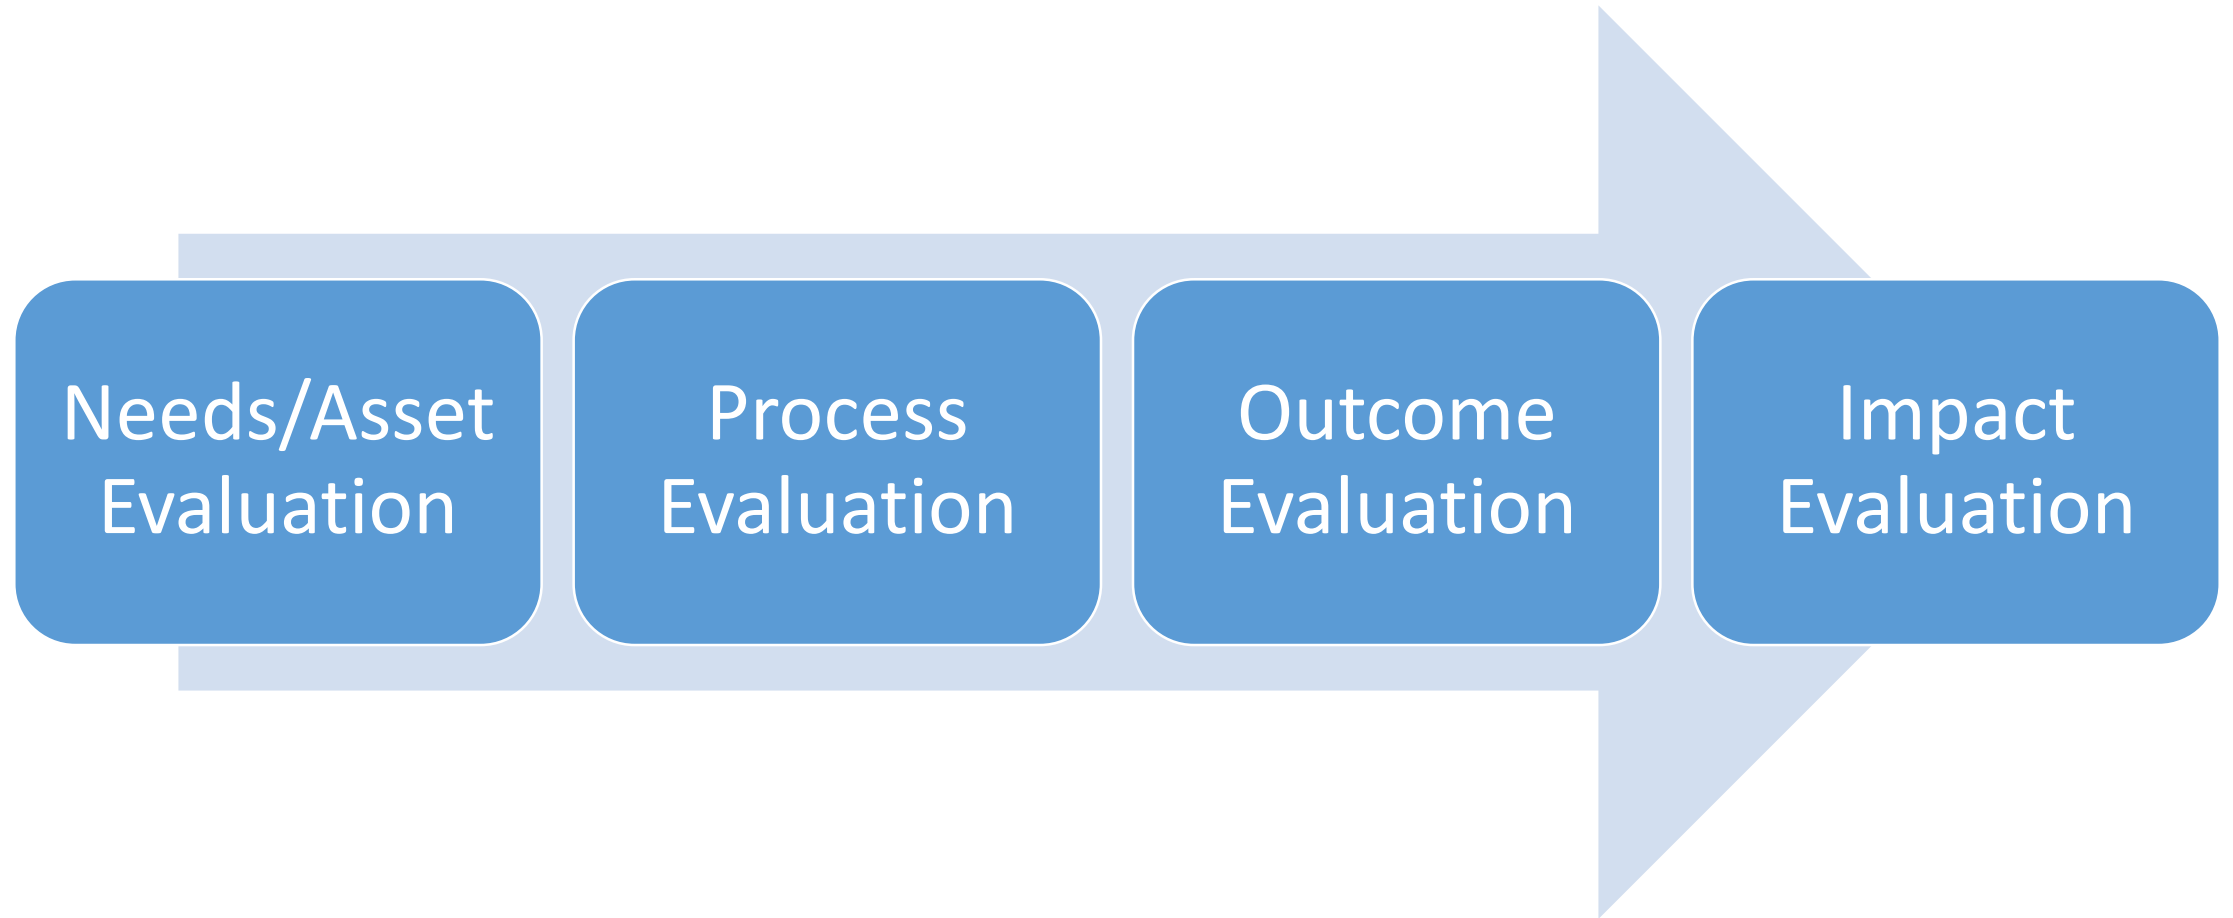 Needs/Asset
Evaluation
Process
Evaluation
Outcome
Evaluation
Impact
Evaluation